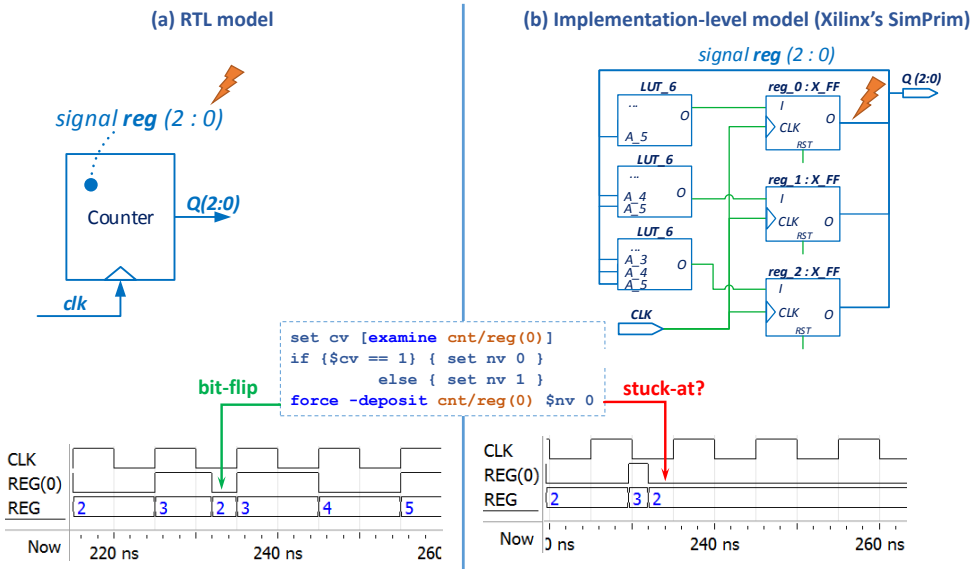 (a) RTL model
signal reg (2 : 0)
Counter
Q(2:0)
clk
(b) Implementation-level model (Xilinx's SimPrim)
signal reg (2 : 0)
LUT_6
...
O
A_5
LUT_6
...
O
A_4
A_5
LUT_6
...
O
A_3
A_4
A_5
CLK
reg_0 : X_FF
I
O
CLK
RST
reg_1 : X_FF
I
O
CLK
RST
reg_2 : X_FF
I
O
CLK
RST
Q (2:0)
set cv [examine cnt/reg(0)]
if {$cv == 1} { set nv 0 }
else { set nv 1 }
force -deposit cnt/reg(0) $nv 0
bit-flip
stuck-at?
CLK
REG(0)
REG
2 3 2 3 4 5
Now
220 ns 240 ns 260
CLK
REG(0)
REG
2 3 2
Now
0 ns 240 ns 260 ns